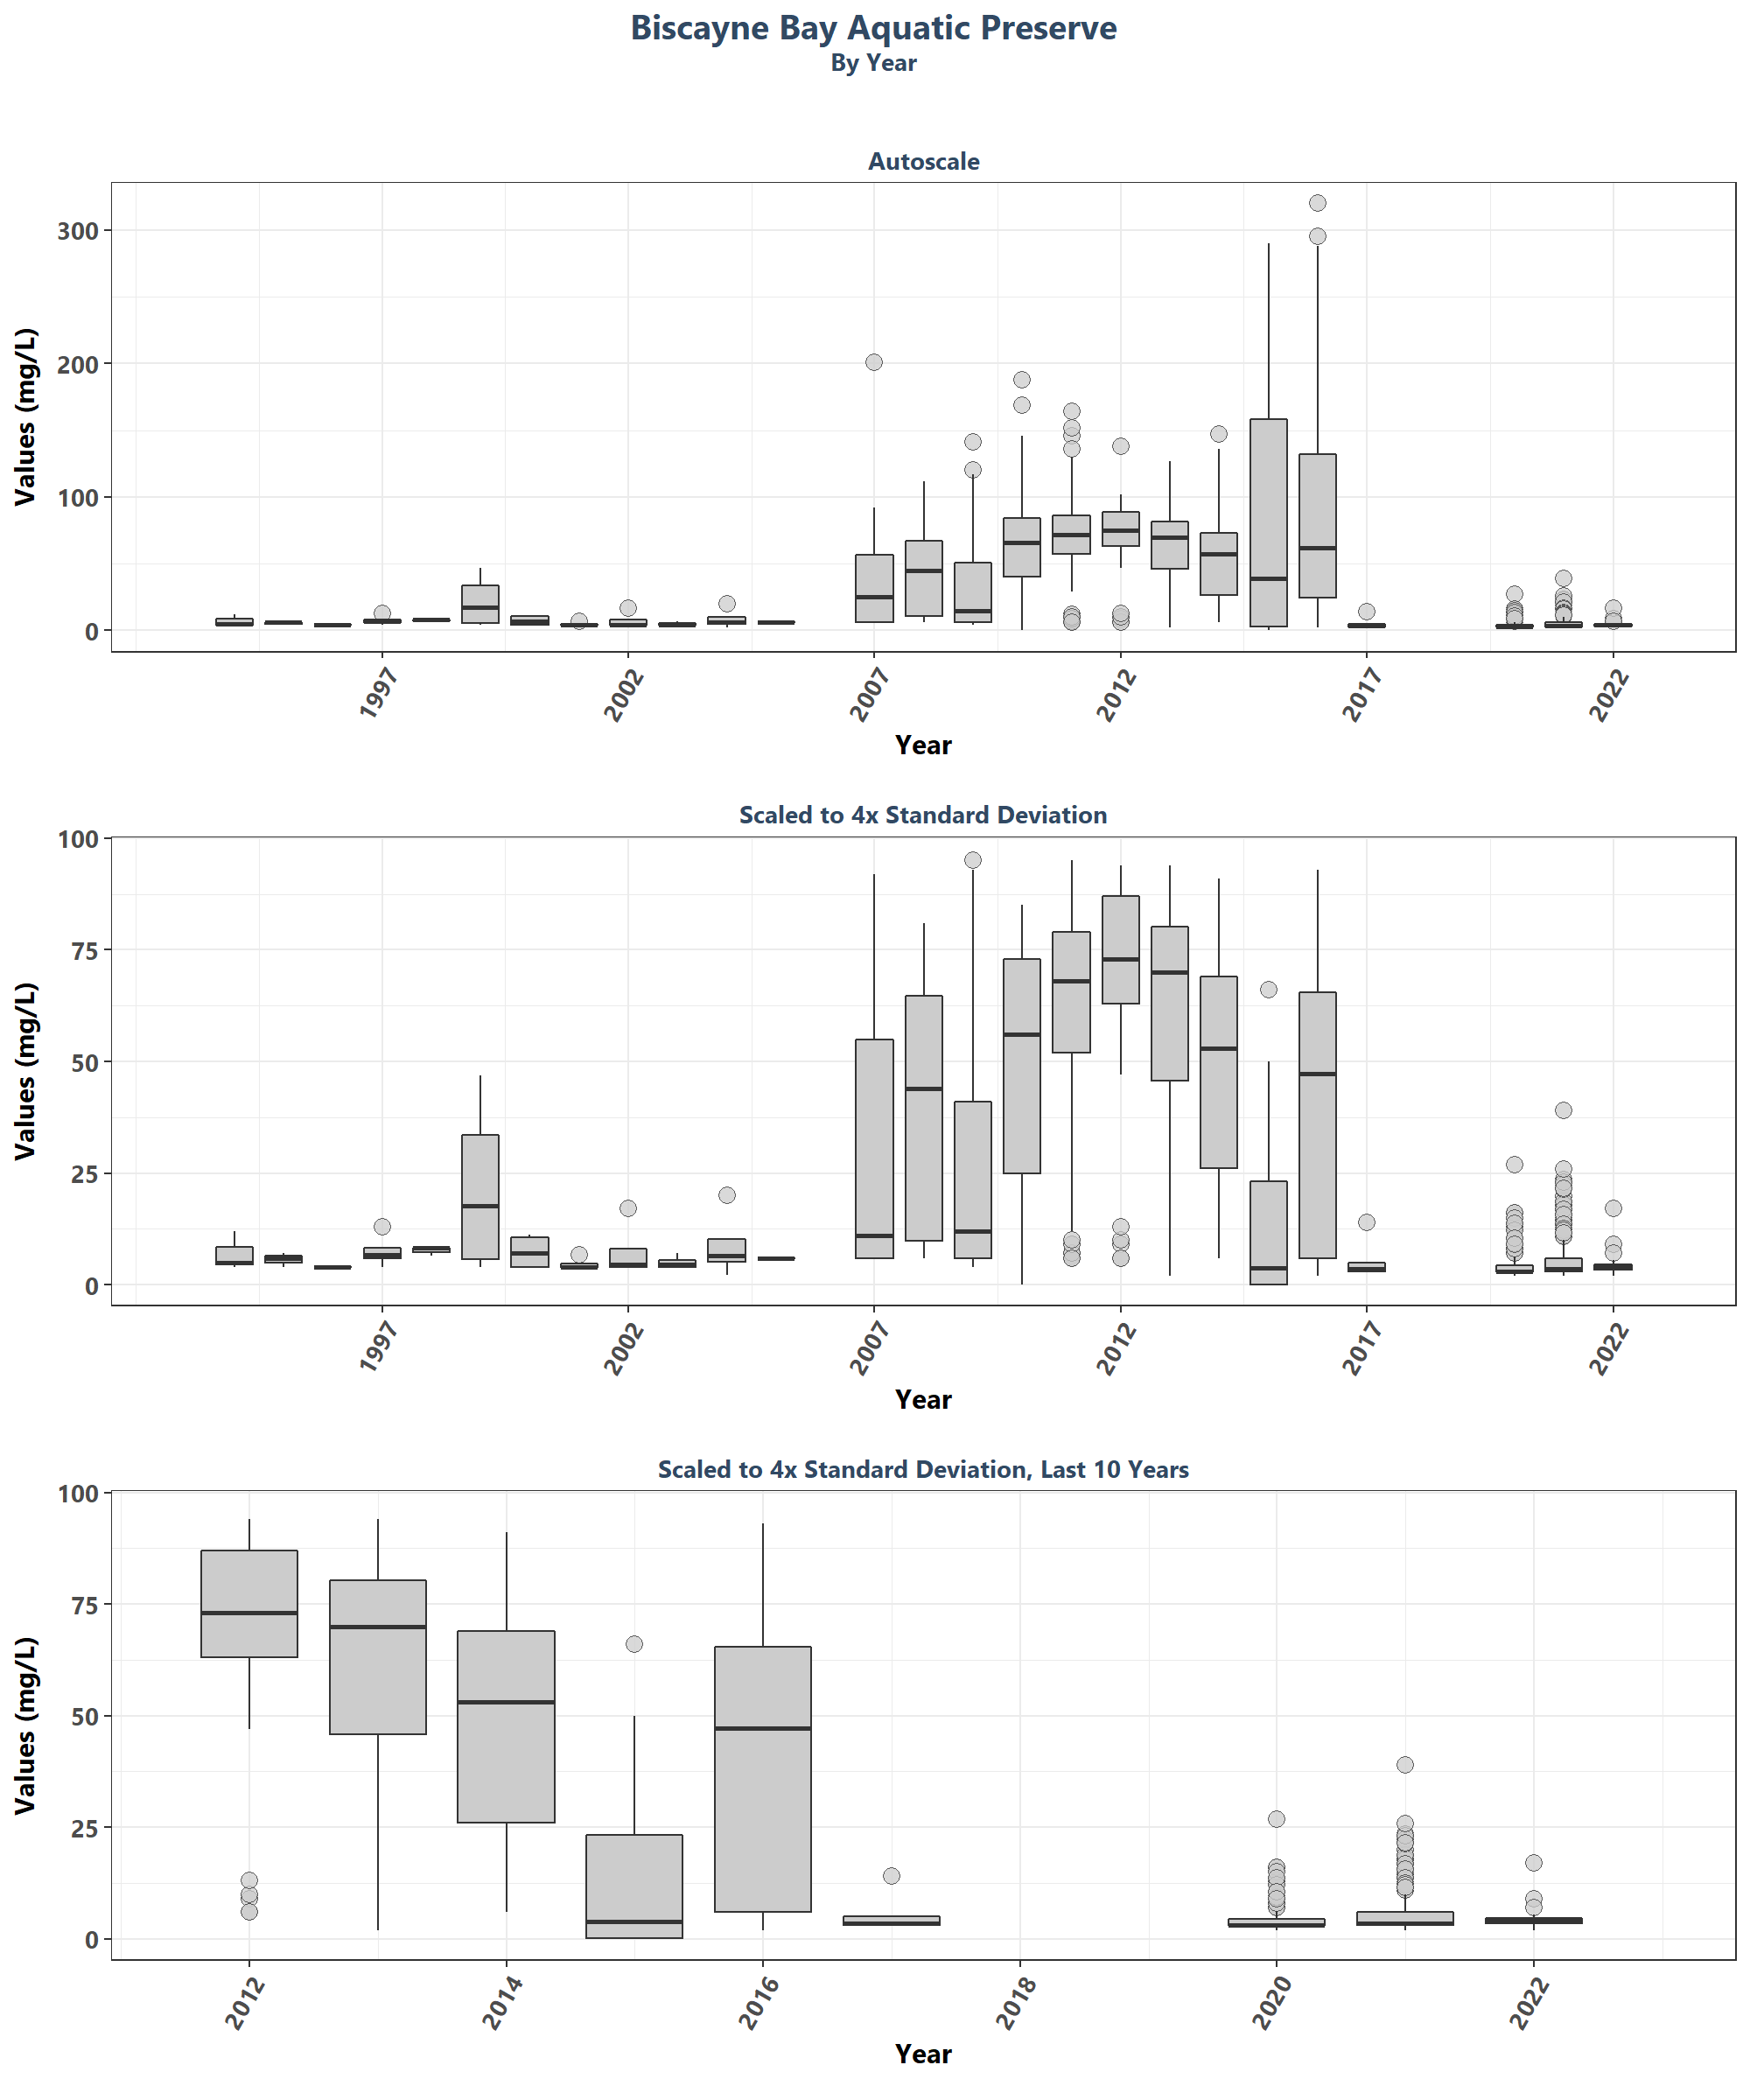 Biscayne Bay Aquatic Preserve
By Year
Autoscale
Values (mg/L)
300
200
100
0
1997
2002
2007
2012
2017
2022
Year
Scaled to 4x Standard Deviation
Values (mg/L)
100
75
50
25
0
1997
2002
2007
2012
2017
2022
Year
Scaled to 4x Standard Deviation, Last 10 Years
Values (mg/L)
100
75
50
25
0
2012
2014
2016
2018
2020
2022
Year